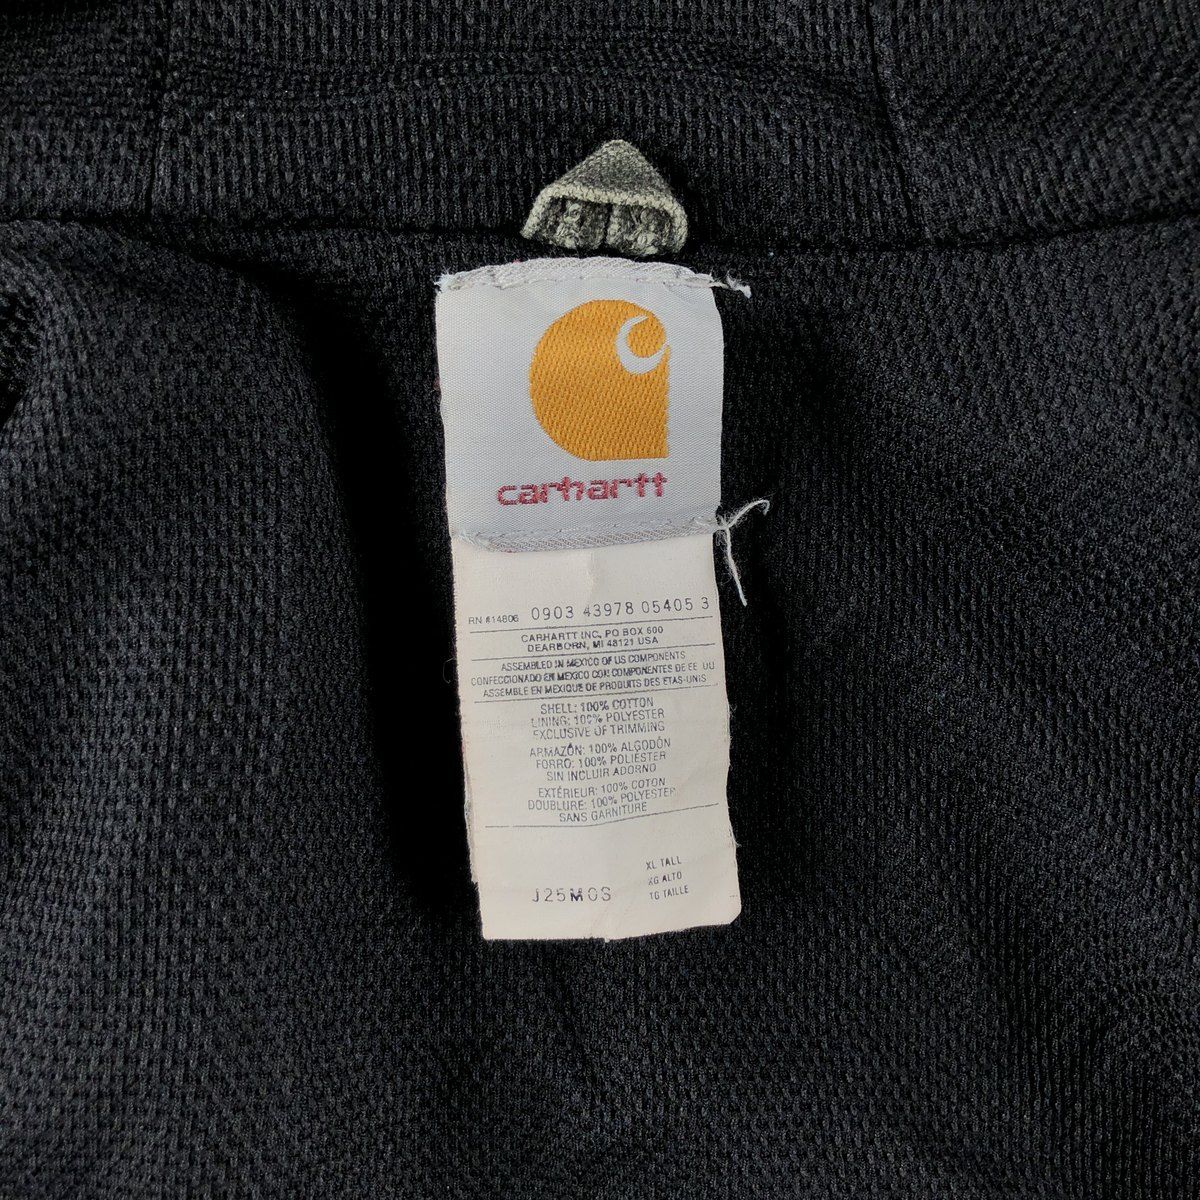 carhartt
RN #14806 0903 43978 05405 3
CARHARTT INC, PO BOX 600
DEARBORN, MI 48121 USA
ASSEMBLED IN MEXICO OF US COMPONENTS
CONFECCIONADO EN MEXICO CON COMPONENTES DE EE UU
ASSEMBLE EN MEXIQUE DE PRODUITS DES ETAS-UNIS
SHELL: 100% COTTON
LINING: 100% POLYESTER
EXCLUSIVE OF TRIMMING
ARMAZÓN: 100% ALGODÓN
FORRO: 100% POLIÉSTER
SIN INCLUIR ADORNO
EXTÉRIEUR: 100% COTON
DOUBLURE: 100% POLYESTER
SANS GARNITURE
XL TALL
XG ALTO
J25MOS TG TAILLE